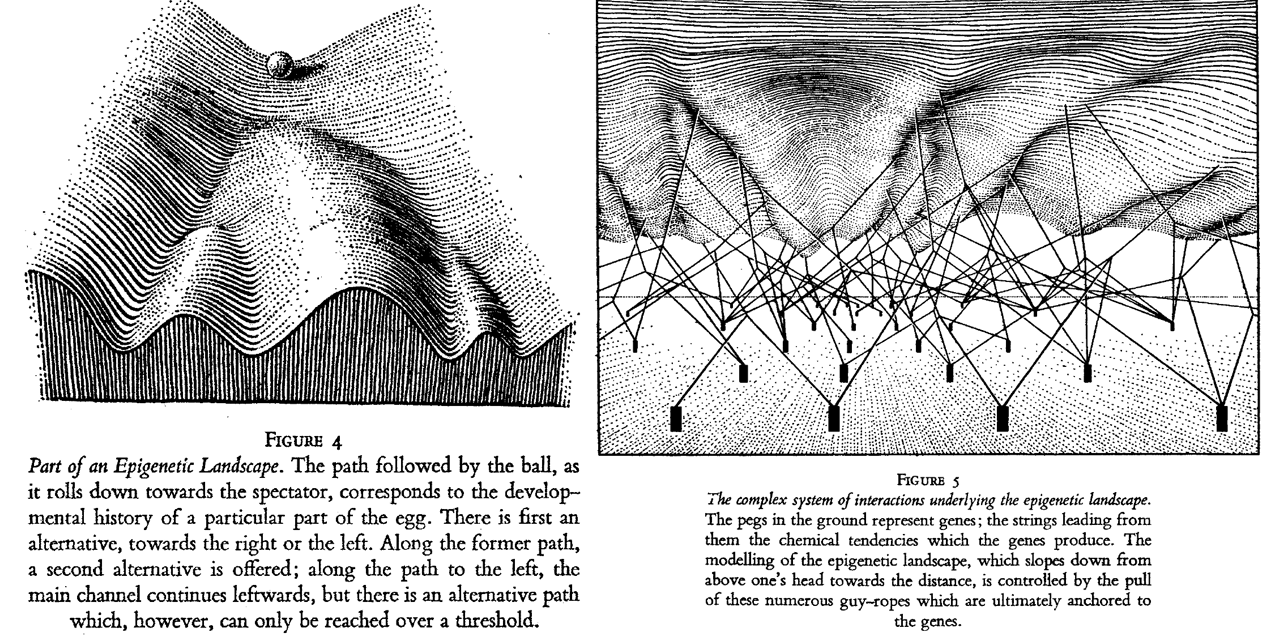 FIGURE 4
Part of an Epigenetic Landscape. The path followed by the ball, as
it rolls down towards the spectator, corresponds to the develop-
mental history of a particular part of the egg. There is first an
alternative, towards the right or the left. Along the former path,
a second alternative is offered; along the path to the left, the
main channel continues leftwards, but there is an alternative path
which, however, can only be reached over a threshold.
FIGURE 5
The complex system of interactions underlying the epigenetic landscape.
The pegs in the ground represent genes; the strings leading from
them the chemical tendencies which the genes produce. The
modelling of the epigenetic landscape, which slopes down from
above one's head towards the distance, is controlled by the pull
of these numerous guy-ropes which are ultimately anchored to
the genes.